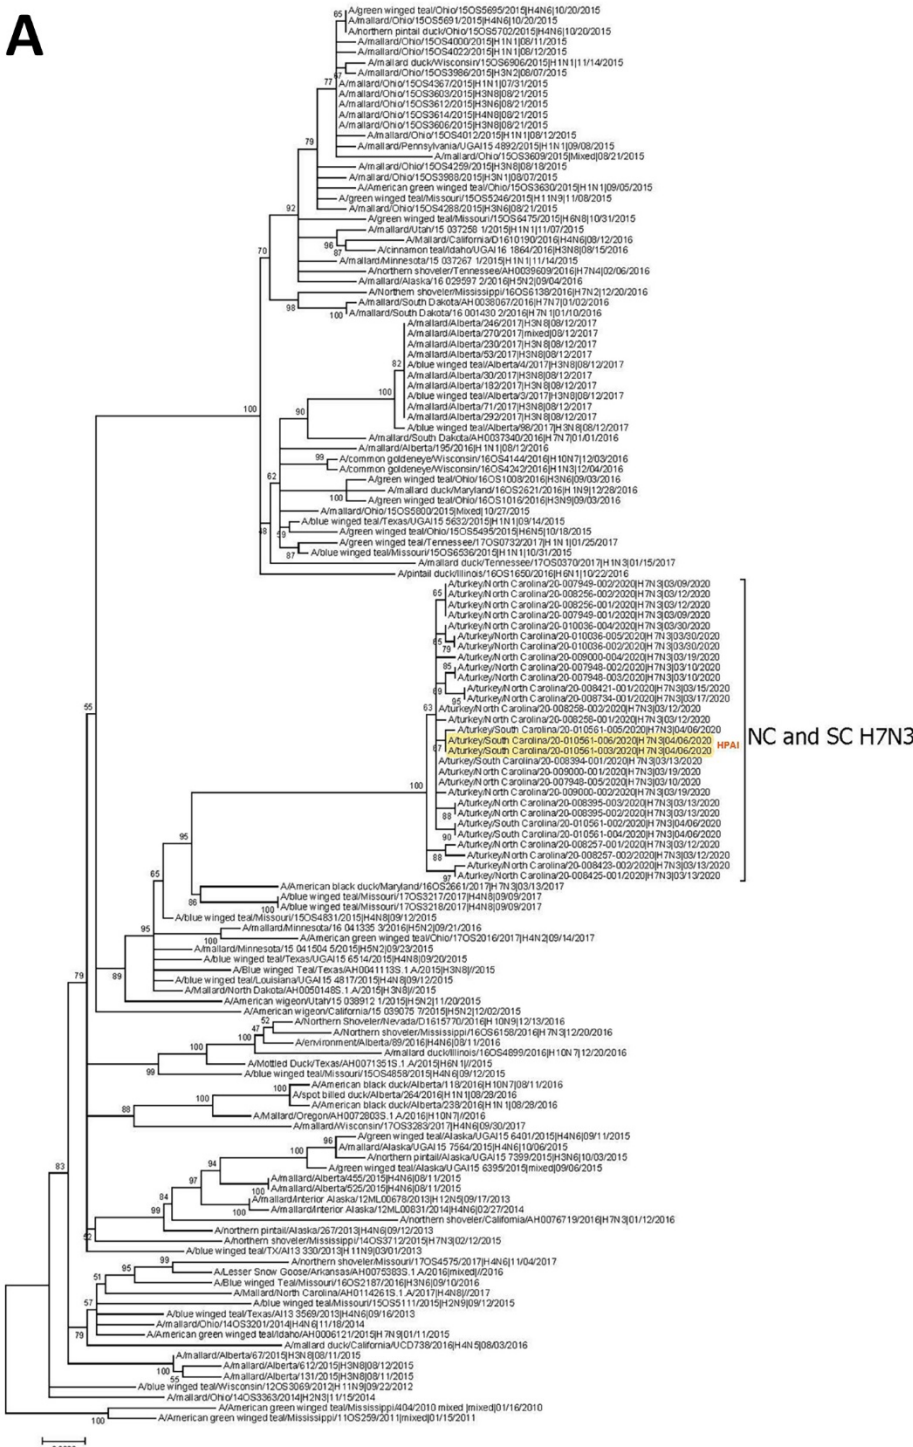 A
A/green winged teal/Ohio/15OS5695/2015|H4N6|10/20/2015
A/mallard/Ohio/15OS5691/2015|H4N6|10/20/2015
A/northern pintail duck/Ohio/15OS5702/2015|H4N6|10/20/2015
A/mallard/Ohio/15OS4000/2015|H1N1|08/11/2015
A/mallard/Ohio/15OS4022/2015|H1N1|08/12/2015
A/mallard duck/Wisconsin/15OS6906/2015|H1N1|11/14/2015
A/mallard/Ohio/15OS3986/2015|H3N2|08/07/2015
A/mallard/Ohio/15OS4367/2015|H1N1|07/31/2015
A/mallard/Ohio/15OS3603/2015|H3N8|08/21/2015
A/mallard/Ohio/15OS3612/2015|H3N6|08/21/2015
A/mallard/Ohio/15OS3614/2015|H4N8|08/21/2015
A/mallard/Ohio/15OS3606/2015|H3N8|08/21/2015
A/mallard/Ohio/15OS4012/2015|H1N1|08/12/2015
A/mallard/Pennsylvania/UGAI15 4892/2015|H1N1|09/08/2015
A/mallard/Ohio/15OS3609/2015|Mixed|08/21/2015
A/mallard/Ohio/15OS4259/2015|H3N8|08/18/2015
A/mallard/Ohio/15OS3988/2015|H3N1|08/07/2015
A/American green winged teal/Ohio/15OS3630/2015|H1N1|09/05/2015
A/green winged teal/Missouri/15OS5246/2015|H11N9|11/08/2015
A/mallard/Ohio/15OS4288/2015|H3N6|08/21/2015
A/green winged teal/Missouri/15OS6475/2015|H6N8|10/31/2015
A/mallard/Utah/15 037258 1/2015|H1N1|11/07/2015
A/Mallard/California/D1610190/2016|H4N6|08/12/2016
A/cinnamon teal/Idaho/UGAI16 1864/2016|H3N8|08/15/2016
A/mallard/Minnesota/15 037267 1/2015|H1N1|11/14/2015
A/northern shoveler/Tennessee/AH0039609/2016|H7N4|02/06/2016
A/mallard/Alaska/16 029597 2/2016|H5N2|09/04/2016
A/Northern shoveler/Mississippi/16OS6138/2016|H7N2|12/20/2016
A/mallard/South Dakota/AH0038067/2016|H7N7|01/02/2016
A/mallard/South Dakota/16 001430 2/2016|H7N1|01/10/2016
A/mallard/Alberta/246/2017|H3N8|08/12/2017
A/mallard/Alberta/270/2017|mixed|08/12/2017
A/mallard/Alberta/230/2017|H3N8|08/12/2017
A/mallard/Alberta/53/2017|H3N8|08/12/2017
A/blue winged teal/Alberta/4/2017|H3N8|08/12/2017
A/mallard/Alberta/30/2017|H3N8|08/12/2017
A/mallard/Alberta/182/2017|H3N8|08/12/2017
A/blue winged teal/Alberta/3/2017|H3N8|08/12/2017
A/mallard/Alberta/71/2017|H3N8|08/12/2017
A/mallard/Alberta/292/2017|H3N8|08/12/2017
A/blue winged teal/Alberta/98/2017|H3N8|08/12/2017
A/mallard/South Dakota/AH0037340/2016|H7N7|01/01/2016
A/mallard/Alberta/195/2016|H1N1|08/12/2016
A/common goldeneye/Wisconsin/16OS4144/2016|H10N7|12/03/2016
A/common goldeneye/Wisconsin/16OS4242/2016|H1N3|12/04/2016
A/green winged teal/Ohio/16OS1008/2016|H3N6|09/03/2016
A/mallard duck/Maryland/16OS2621/2016|H1N9|12/28/2016
A/green winged teal/Ohio/16OS1016/2016|H3N9|09/03/2016
A/mallard/Ohio/15OS5800/2015|Mixed|10/27/2015
A/blue winged teal/Texas/UGAI15 5632/2015|H1N1|09/14/2015
A/green winged teal/Ohio/15OS5495/2015|H6N5|10/18/2015
A/green winged teal/Tennessee/17OS0732/2017|H1N1|01/25/2017
A/blue winged teal/Missouri/15OS6536/2015|H1N1|10/31/2015
A/mallard duck/Tennessee/17OS0370/2017|H1N3|01/15/2017
A/pintail duck/Illinois/16OS1650/2016|H6N1|10/22/2016
A/turkey/North Carolina/20-007949-002/2020|H7N3|03/09/2020
A/turkey/North Carolina/20-008256-002/2020|H7N3|03/12/2020
A/turkey/North Carolina/20-008256-001/2020|H7N3|03/12/2020
A/turkey/North Carolina/20-007949-001/2020|H7N3|03/09/2020
A/turkey/North Carolina/20-010036-004/2020|H7N3|03/30/2020
A/turkey/North Carolina/20-010036-005/2020|H7N3|03/30/2020
A/turkey/North Carolina/20-010036-002/2020|H7N3|03/30/2020
A/turkey/North Carolina/20-009000-004/2020|H7N3|03/19/2020
A/turkey/North Carolina/20-007948-002/2020|H7N3|03/10/2020
A/turkey/North Carolina/20-007948-003/2020|H7N3|03/10/2020
A/turkey/North Carolina/20-008421-001/2020|H7N3|03/15/2020
A/turkey/North Carolina/20-008734-001/2020|H7N3|03/17/2020
A/turkey/North Carolina/20-008258-002/2020|H7N3|03/12/2020
A/turkey/North Carolina/20-008258-001/2020|H7N3|03/12/2020
A/turkey/South Carolina/20-010561-005/2020|H7N3|04/06/2020
A/turkey/South Carolina/20-010561-006/2020|H7N3|04/06/2020
HPAI
NC and SC H7N3
A/turkey/South Carolina/20-010561-003/2020|H7N3|04/06/2020
A/turkey/South Carolina/20-008394-001/2020|H7N3|03/13/2020
A/turkey/North Carolina/20-009000-001/2020|H7N3|03/19/2020
A/turkey/North Carolina/20-007948-005/2020|H7N3|03/10/2020
A/turkey/North Carolina/20-009000-002/2020|H7N3|03/19/2020
A/turkey/North Carolina/20-008395-003/2020|H7N3|03/13/2020
A/turkey/North Carolina/20-008395-002/2020|H7N3|03/13/2020
A/turkey/South Carolina/20-010561-002/2020|H7N3|04/06/2020
A/turkey/South Carolina/20-010561-004/2020|H7N3|04/06/2020
A/turkey/North Carolina/20-008257-001/2020|H7N3|03/12/2020
A/turkey/North Carolina/20-008257-002/2020|H7N3|03/12/2020
A/turkey/North Carolina/20-008423-002/2020|H7N3|03/13/2020
A/turkey/North Carolina/20-008425-001/2020|H7N3|03/13/2020
A/American black duck/Maryland/16OS2661/2017|H7N3|03/13/2017
A/blue winged teal/Missouri/17OS3217/2017|H4N8|09/09/2017
A/blue winged teal/Missouri/17OS3218/2017|H4N8|09/09/2017
A/blue winged teal/Missouri/15OS4831/2015|H4N8|09/12/2015
A/mallard/Minnesota/16 041335 3/2016|H5N2|09/21/2016
A/American green winged teal/Ohio/17OS2016/2017|H4N2|09/14/2017
A/mallard/Minnesota/15 041504 5/2015|H5N2|09/23/2015
A/blue winged teal/Texas/UGAI15 6514/2015|H4N8|09/20/2015
A/Blue winged Teal/Texas/AH0041113S.1.A/2015|H3N8|//2015
A/blue winged teal/Louisiana/UGAI15 4817/2015|H4N8|09/12/2015
A/Mallard/North Dakota/AH0050148S.1.A/2015|H3N8|//2015
A/American wigeon/Utah/15 038912 1/2015|H5N2|11/20/2015
A/American wigeon/California/15 039075 7/2015|H5N2|12/02/2015
A/Northern Shoveler/Nevada/D1615770/2016|H10N9|12/13/2016
A/Northern shoveler/Mississippi/16OS6158/2016|H7N3|12/20/2016
A/environment/Alberta/89/2016|H4N6|08/11/2016
A/mallard duck/Illinois/16OS4899/2016|H10N7|12/20/2016
A/Mottled Duck/Texas/AH0071351S.1.A/2015|H6N1|//2015
A/blue winged teal/Missouri/15OS4858/2015|H4N6|09/12/2015
A/American black duck/Alberta/118/2016|H10N7|08/11/2016
A/spot billed duck/Alberta/264/2016|H1N1|08/28/2016
A/American black duck/Alberta/238/2016|H1N1|08/28/2016
A/Mallard/Oregon/AH0072803S.1.A/2016|H10N7|//2016
A/mallard/Wisconsin/17OS3283/2017|H4N6|09/30/2017
A/green winged teal/Alaska/UGAI15 6401/2015|H4N6|09/11/2015
A/mallard/Alaska/UGAI15 7564/2015|H4N6|10/06/2015
A/northern pintail/Alaska/UGAI15 7399/2015|H3N6|10/03/2015
A/green winged teal/Alaska/UGAI15 6395/2015|mixed|09/06/2015
A/mallard/Alberta/455/2015|H4N6|08/11/2015
A/mallard/Alberta/525/2015|H4N6|08/11/2015
A/mallard/Interior Alaska/12ML00678/2013|H12N5|09/17/2013
A/mallard/Interior Alaska/12ML00831/2014|H4N6|02/27/2014
A/northern shoveler/California/AH0076719/2016|H7N3|01/12/2016
A/northern pintail/Alaska/267/2013|H4N6|09/12/2013
A/northern shoveler/Mississippi/14OS3712/2015|H7N3|02/12/2015
A/blue winged teal/TX/AI13 330/2013|H11N9|03/01/2013
A/northern shoveler/Missouri/17OS4575/2017|H4N6|11/04/2017
A/Lesser Snow Goose/Arkansas/AH0075383S.1.A/2016|mixed|//2016
A/Blue winged Teal/Missouri/16OS2187/2016|H3N6|09/10/2016
A/Mallard/North Carolina/AH0114261S.1.A/2017|H4N8|//2017
A/blue winged teal/Missouri/15OS5111/2015|H2N9|09/12/2015
A/blue winged teal/Texas/AI13 3569/2013|H4N6|09/16/2013
A/mallard/Ohio/14OS3201/2014|H4N6|11/18/2014
A/American green winged teal/Idaho/AH0006121/2015|H7N9|01/11/2015
A/mallard duck/California/UCD738/2016|H4N5|08/03/2016
A/mallard/Alberta/67/2015|H3N8|08/11/2015
A/mallard/Alberta/612/2015|H3N8|08/12/2015
A/mallard/Alberta/131/2015|H3N8|08/11/2015
A/blue winged teal/Wisconsin/12OS3069/2012|H11N9|09/22/2012
A/mallard/Ohio/14OS3363/2014|H2N3|11/15/2014
A/American green winged teal/Mississippi/404/2010 mixed |mixed|01/16/2010
A/American green winged teal/Mississippi/11OS259/2011|mixed|01/15/2011